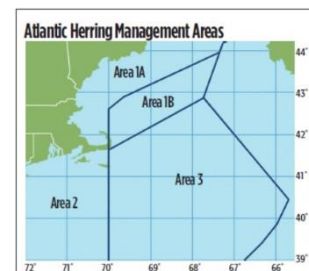 Atlantic Herring Management Areas
Area 1A
Area 1B
Area 3
Area 2
44°
43°
42°
41°
40°
39°
72° 71° 70° 69° 68° 67° 66°